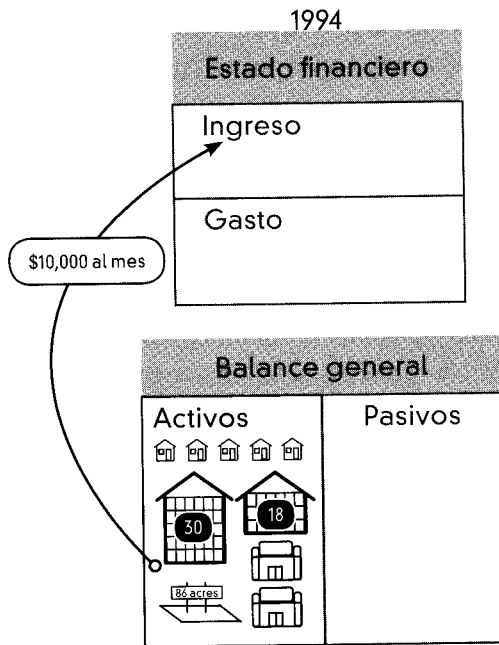 1994
Estado financiero
Ingreso
Gasto
$10,000 al mes
Balance general
Activos
Pasivos
30
18
86 acres